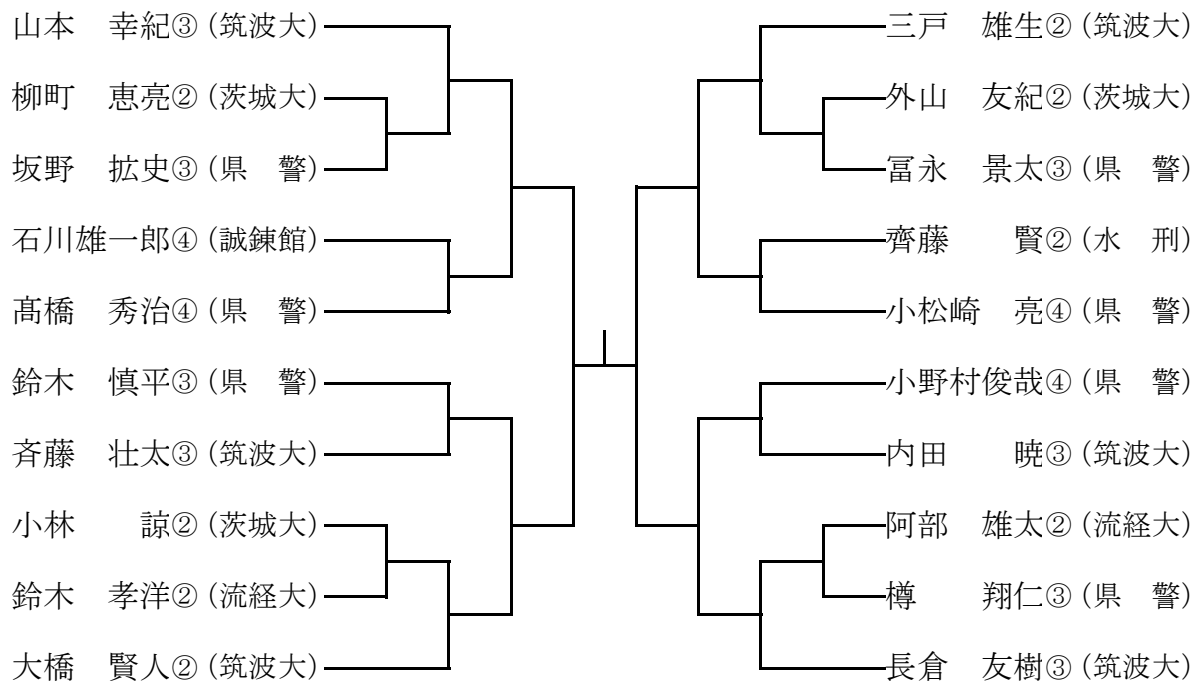 山本　幸紀③(筑波大)
柳町　恵亮②(茨城大)
坂野　拡史③(県　警)
石川雄一郎④(誠錬館)
髙橋　秀治④(県　警)
鈴木　慎平③(県　警)
斉藤　壮太③(筑波大)
小林　　諒②(茨城大)
鈴木　孝洋②(流経大)
大橋　賢人②(筑波大)
三戸　雄生②(筑波大)
外山　友紀②(茨城大)
冨永　景太③(県　警)
齊藤　　賢②(水　刑)
小松崎　亮④(県　警)
小野村俊哉④(県　警)
内田　　暁③(筑波大)
阿部　雄太②(流経大)
樽　　翔仁③(県　警)
長倉　友樹③(筑波大)